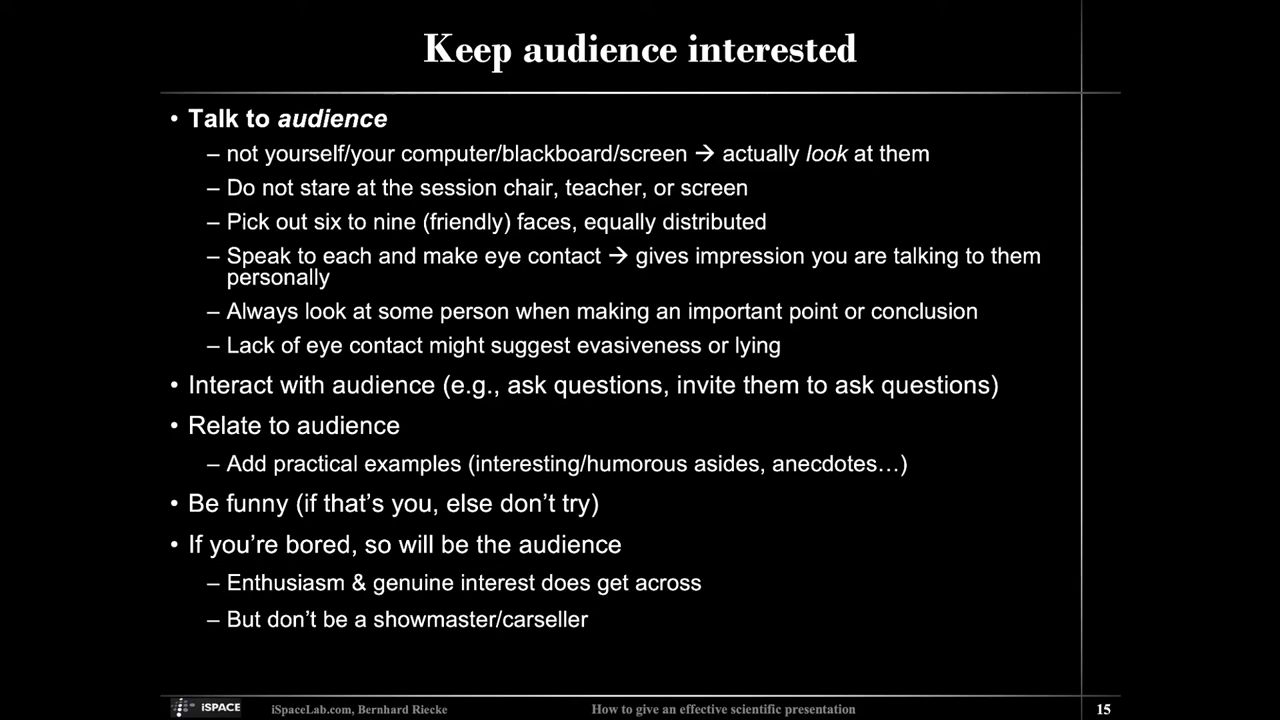 Keep audience interested
• Talk to audience
– not yourself/your computer/blackboard/screen → actually look at them
– Do not stare at the session chair, teacher, or screen
– Pick out six to nine (friendly) faces, equally distributed
– Speak to each and make eye contact → gives impression you are talking to them
personally
– Always look at some person when making an important point or conclusion
– Lack of eye contact might suggest evasiveness or lying
• Interact with audience (e.g., ask questions, invite them to ask questions)
• Relate to audience
– Add practical examples (interesting/humorous asides, anecdotes…)
• Be funny (if that’s you, else don’t try)
• If you’re bored, so will be the audience
– Enthusiasm & genuine interest does get across
– But don’t be a showmaster/carseller
iSPACE iSpaceLab.com, Bernhard Riecke How to give an effective scientific presentation 15